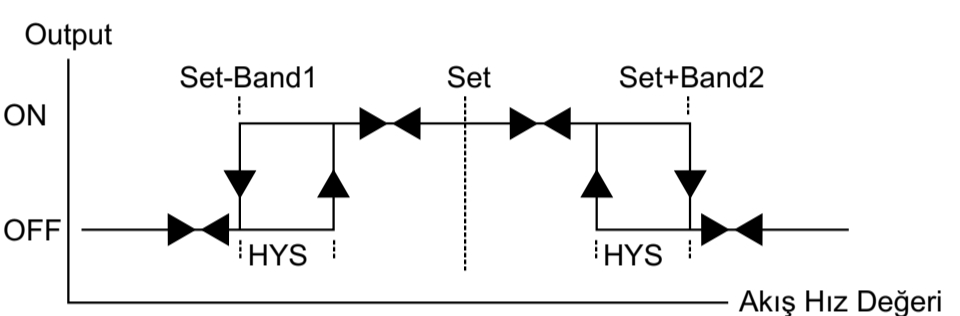 Output
Set-Band1
Set
Set+Band2
ON
OFF
HYS
HYS
Akış Hız Değeri